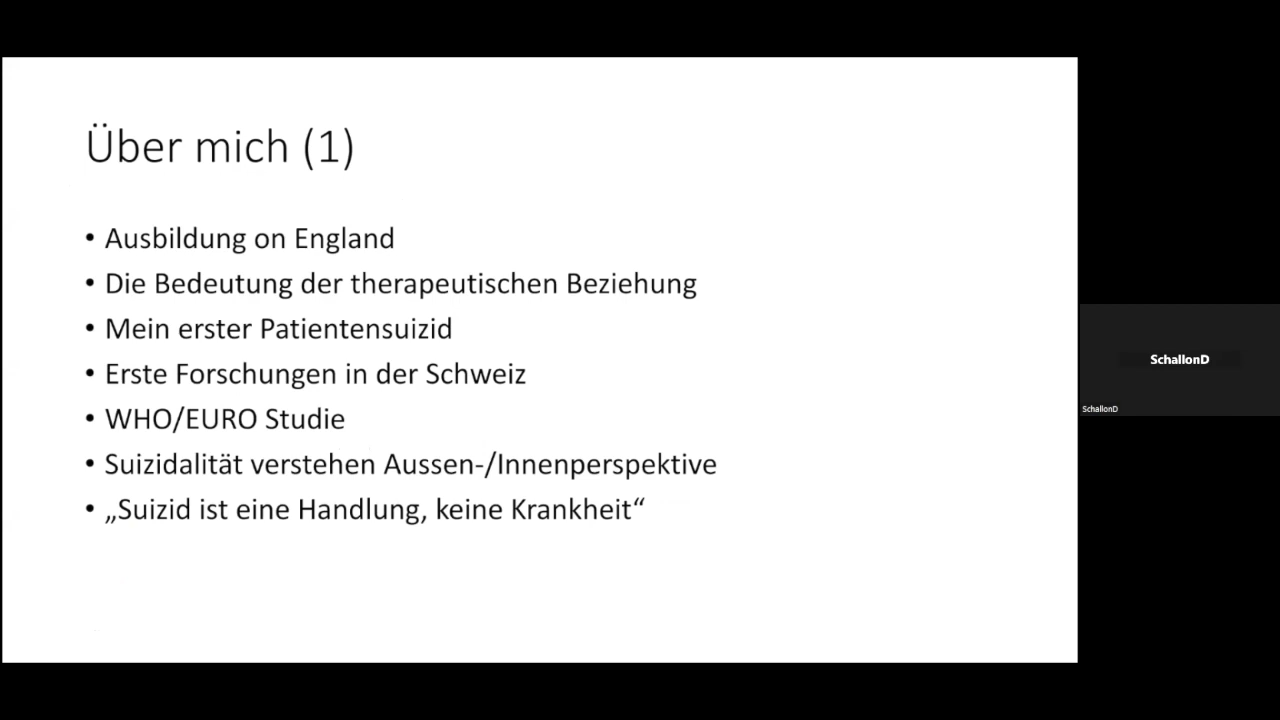 Über mich (1)
• Ausbildung on England
• Die Bedeutung der therapeutischen Beziehung
• Mein erster Patientensuizid
• Erste Forschungen in der Schweiz
• WHO/EURO Studie
• Suizidalität verstehen Aussen-/Innenperspektive
• „Suizid ist eine Handlung, keine Krankheit“
SchallonD
SchallonD